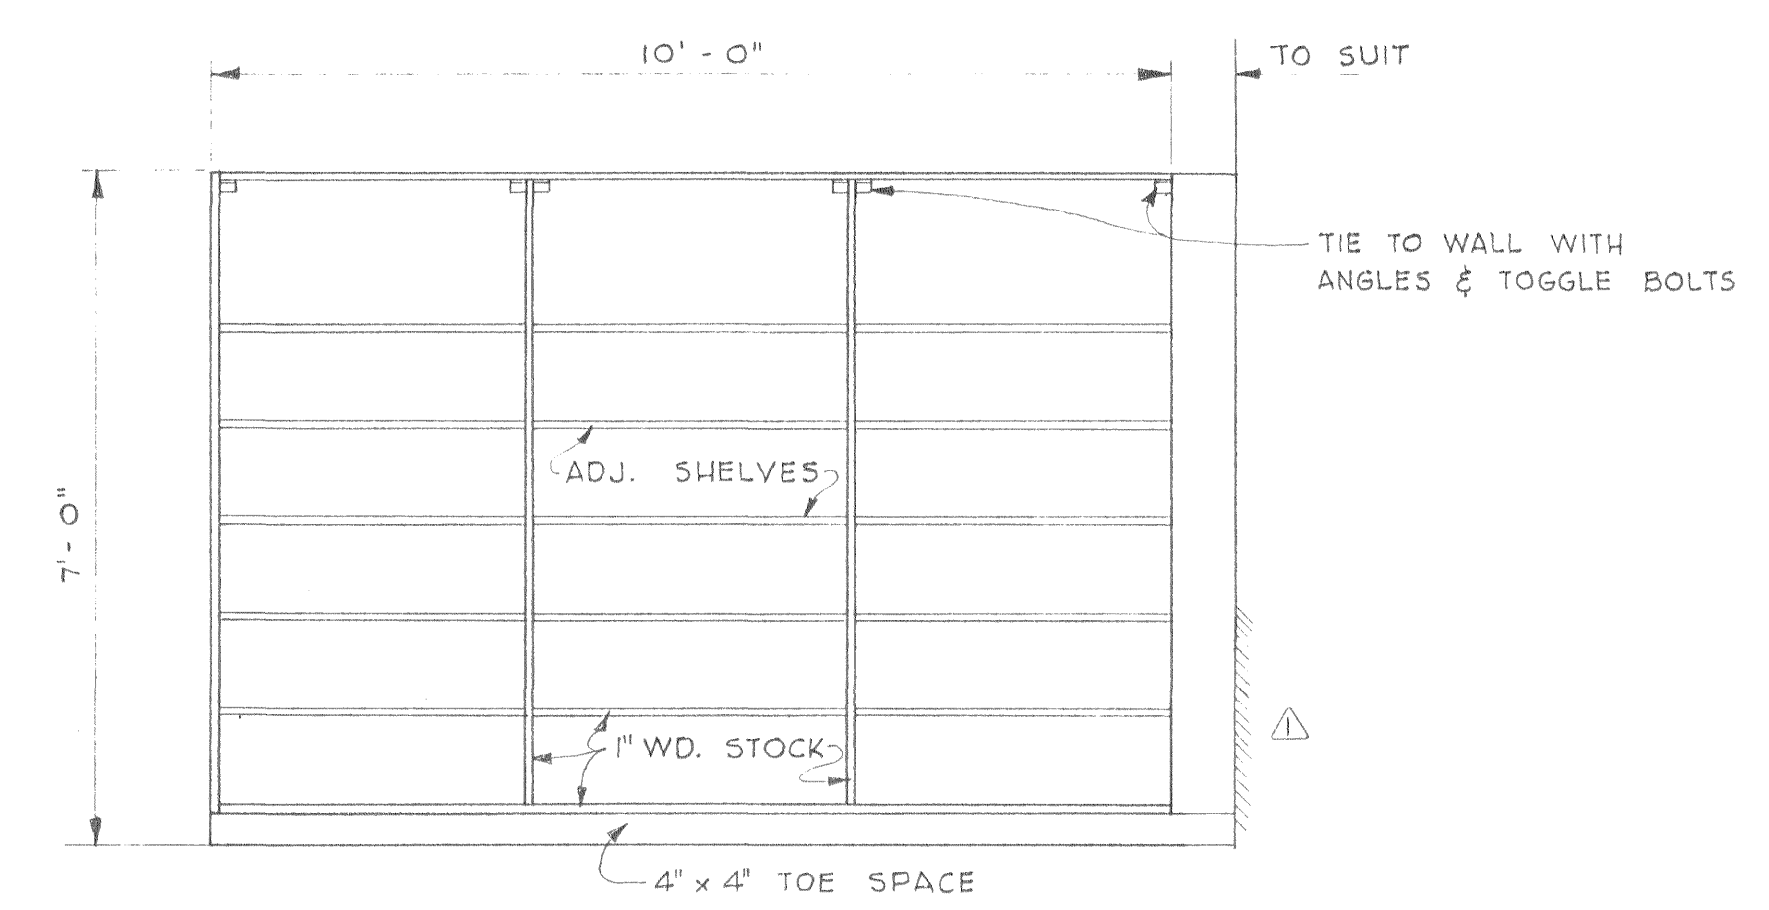 10' - 0"
TO SUIT
TIE TO WALL WITH
ANGLES & TOGGLE BOLTS
7' - 0"
ADJ. SHELVES
1" WD. STOCK
1
4" x 4" TOE SPACE